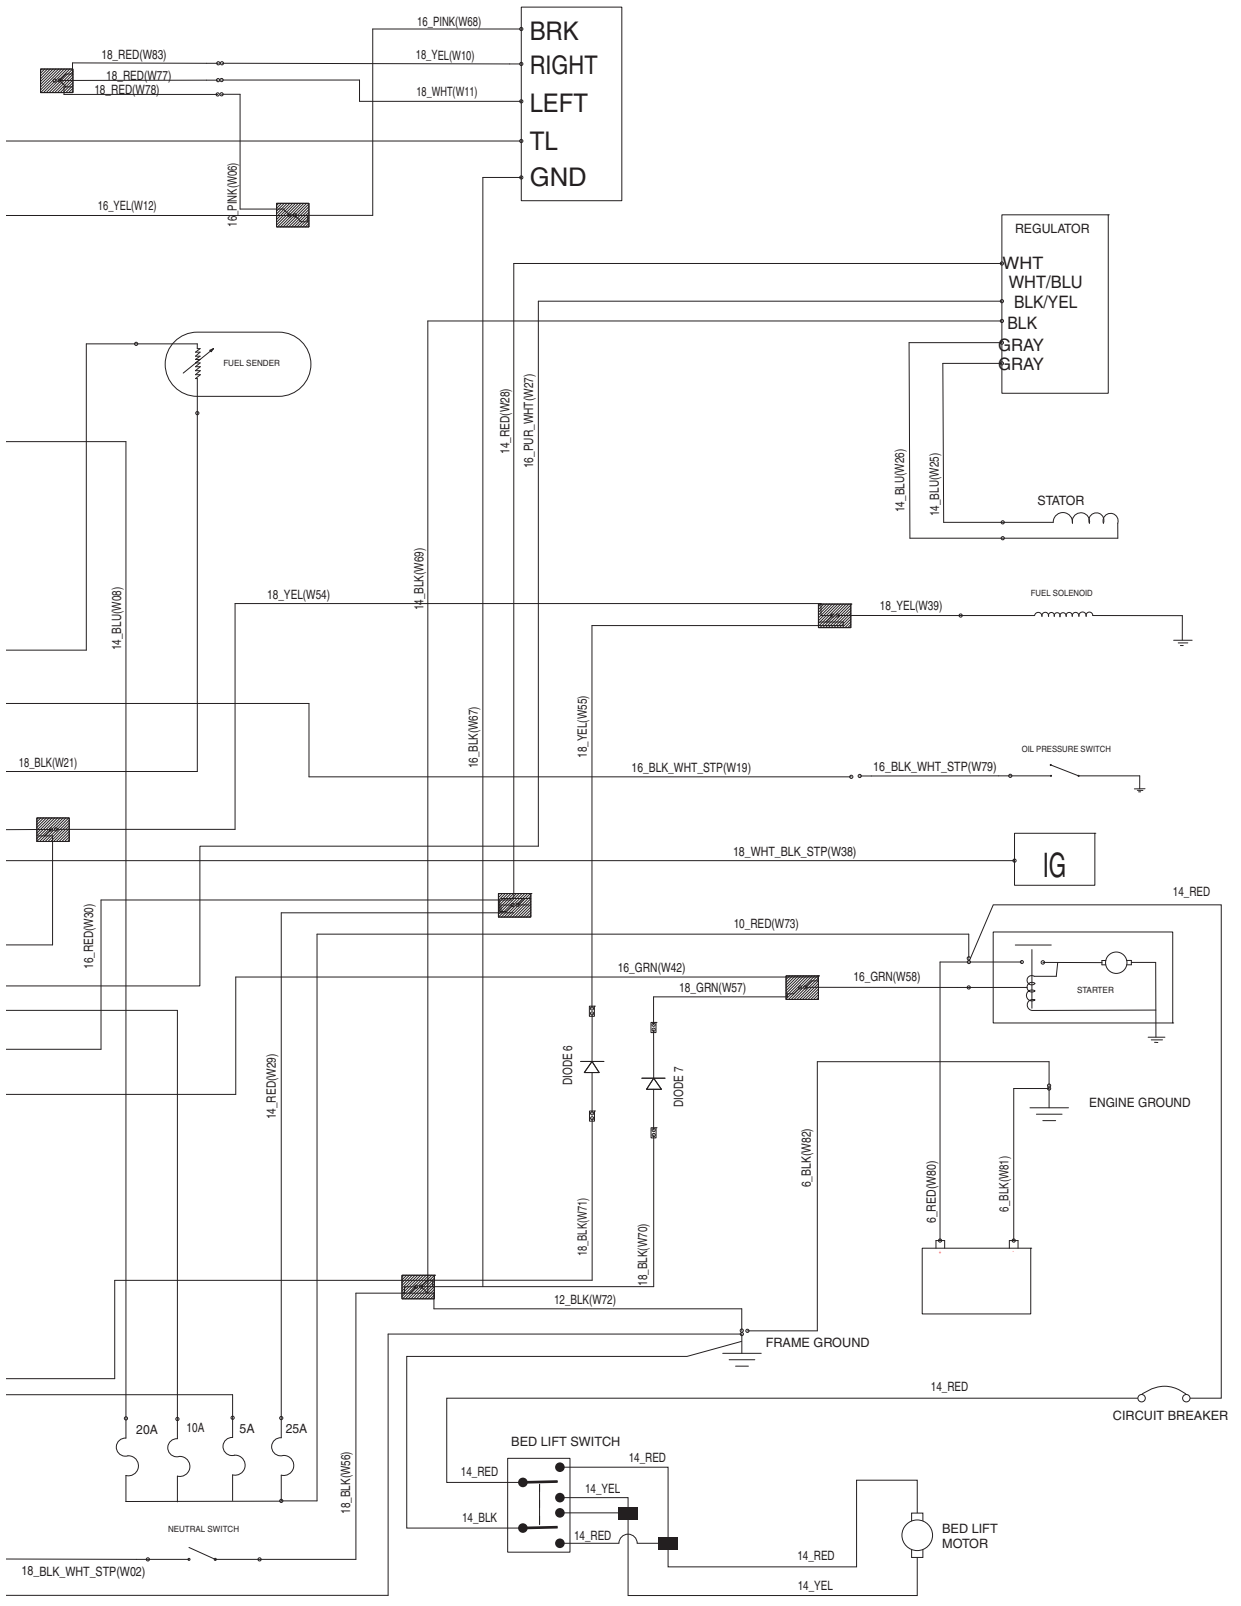 16_PINK(W68)
BRK
18_RED(W83)
18_YEL(W10)
RIGHT
18_RED(W77)
18_RED(W78)
18_WHT(W11)
LEFT
TL
GND
16_PINK(W06)
16_YEL(W12)
REGULATOR
WHT
WHT/BLU
BLK/YEL
BLK
GRAY
GRAY
FUEL SENDER
14_RED(W28)
16_PUR_WHT(W27)
14_BLU(W26)
14_BLU(W25)
STATOR
14_BLK(W69)
14_BLU(W08)
18_YEL(W54)
FUEL SOLENOID
18_YEL(W39)
16_BLK(W67)
18_YEL(W55)
18_BLK(W21)
OIL PRESSURE SWITCH
16_BLK_WHT_STP(W19)
16_BLK_WHT_STP(W79)
18_WHT_BLK_STP(W38)
IG
14_RED
16_RED(W30)
10_RED(W73)
16_GRN(W42)
18_GRN(W57)
16_GRN(W58)
STARTER
DIODE 6
DIODE 7
14_RED(W29)
ENGINE GROUND
6_BLK(W82)
6_RED(W80)
6_BLK(W81)
18_BLK(W71)
18_BLK(W70)
12_BLK(W72)
FRAME GROUND
14_RED
CIRCUIT BREAKER
20A
10A
5A
25A
18_BLK(W56)
BED LIFT SWITCH
14_RED
14_RED
14_YEL
14_BLK
14_RED
BED LIFT
MOTOR
NEUTRAL SWITCH
18_BLK_WHT_STP(W02)
14_RED
14_YEL